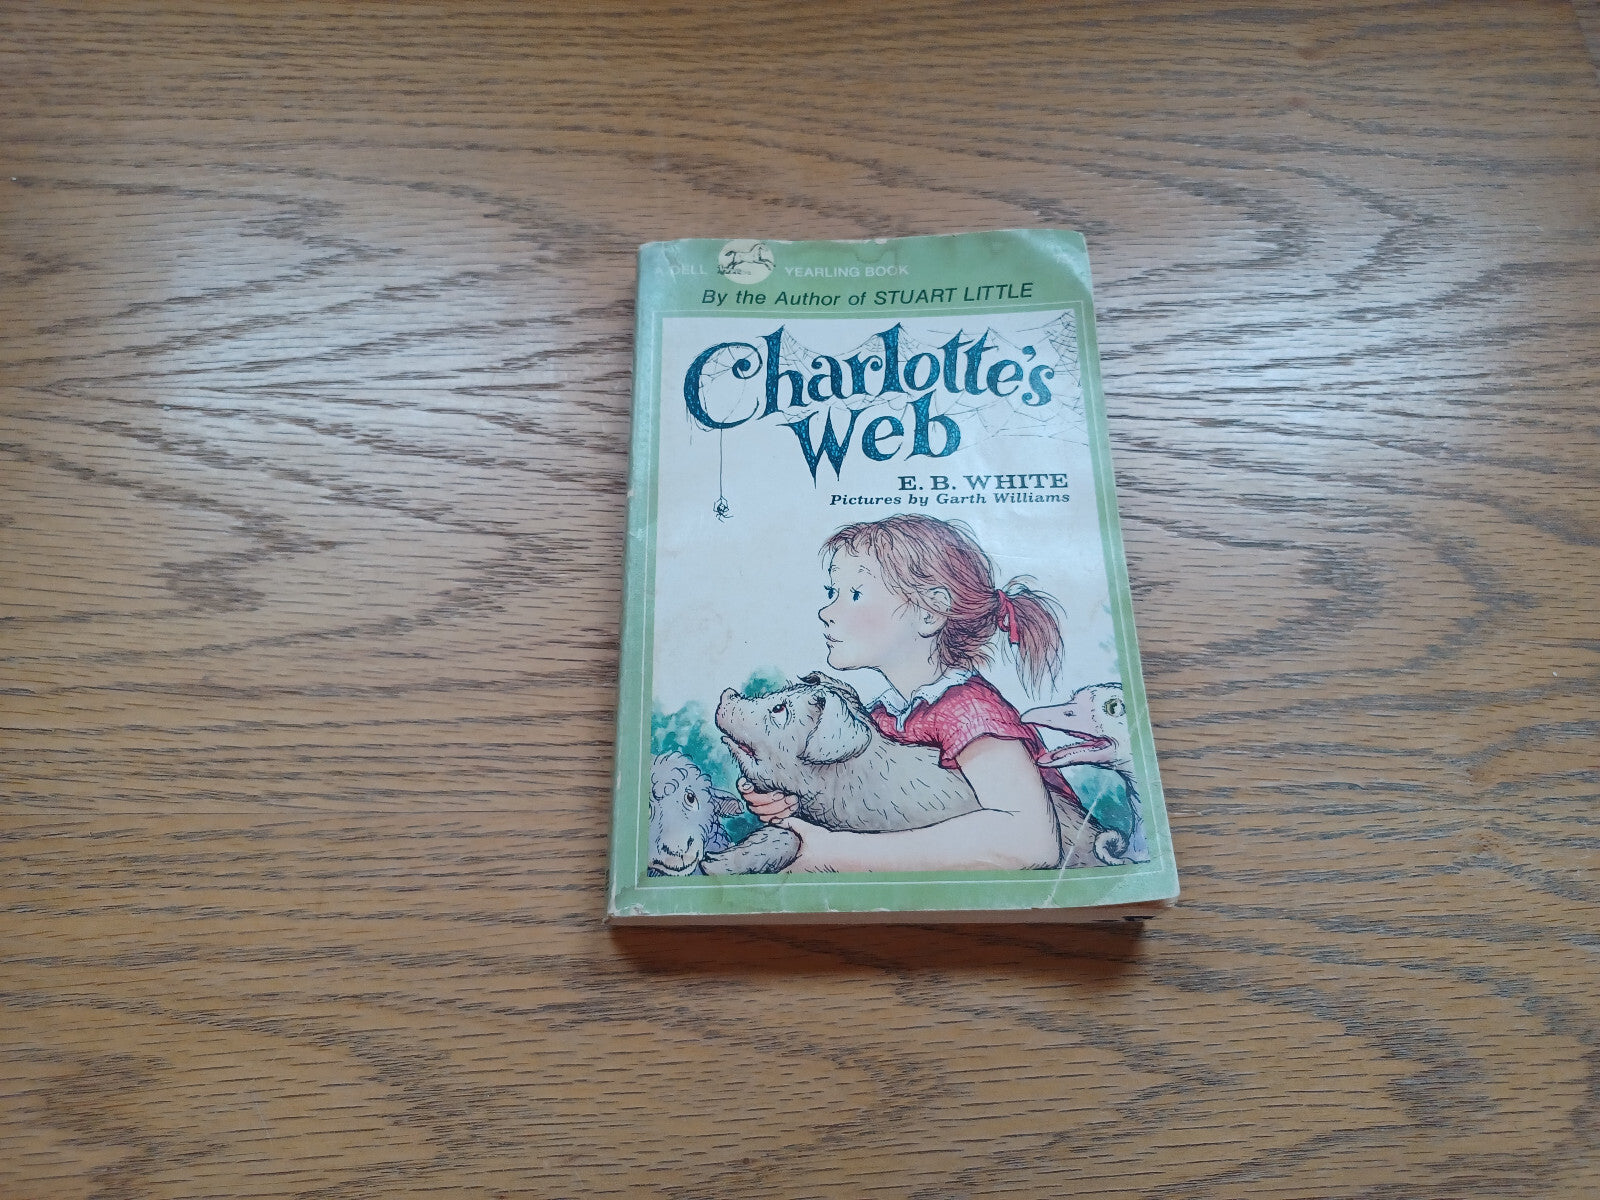 A DELL YEARLING BOOK
By the Author of STUART LITTLE
Charlotte's
Web
E. B. WHITE
Pictures by Garth Williams